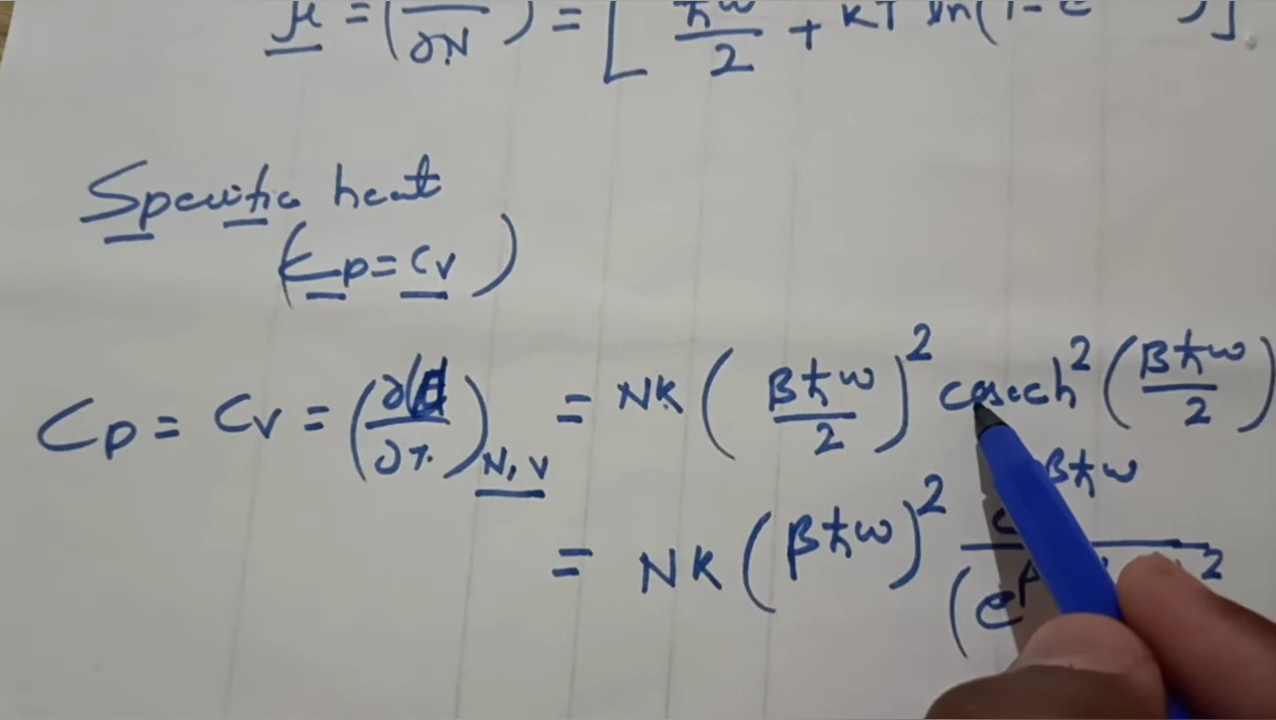 μ = ( / ∂N ) = [ ħω / 2 + kT ln(1 - e ) ] .
Specific heat
(Cp = Cv)
Cp = Cv = (∂ / ∂T)N, V = NK (βħω / 2)² cosech² (βħω / 2)
= NK (βħω)² βħω / (e ²